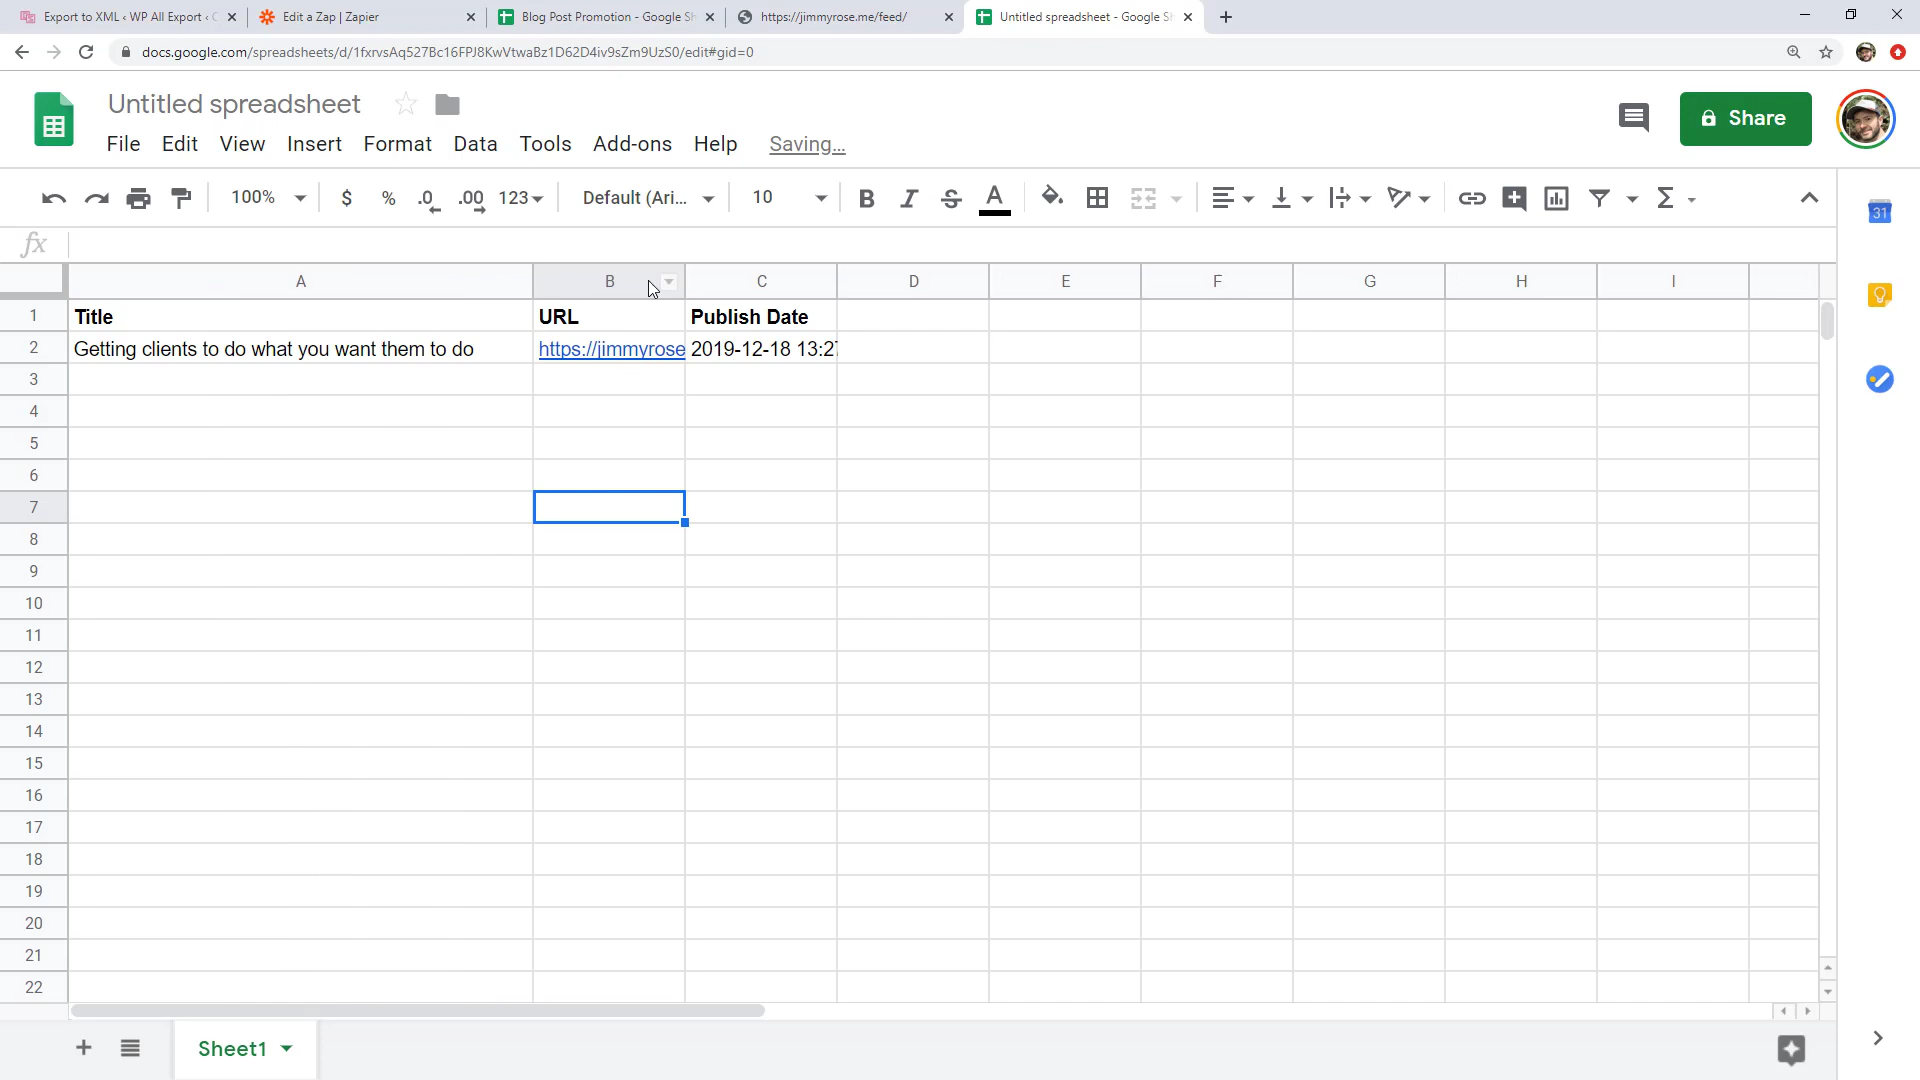 Export to XML ‹ WP All Export ‹ C
Edit a Zap | Zapier
Blog Post Promotion - Google Sh
https://jimmyrose.me/feed/
Untitled spreadsheet - Google S
docs.google.com/spreadsheets/d/1fxrvsAq527Bc16FPJ8KwVtwaBz1D62D4iv9sZm9UzS0/edit#gid=0
Untitled spreadsheet
Share
File Edit View Insert Format Data Tools Add-ons Help Saving...
100% $ % .0 .00 123 Default (Ari... 10 B I S A Σ
31
fx
A B C D E F G H I
1 Title URL Publish Date
2 Getting clients to do what you want them to do https://jimmyrose 2019-12-18 13:27
3
4
5
6
7
8
9
10
11
12
13
14
15
16
17
18
19
20
21
22
Sheet1